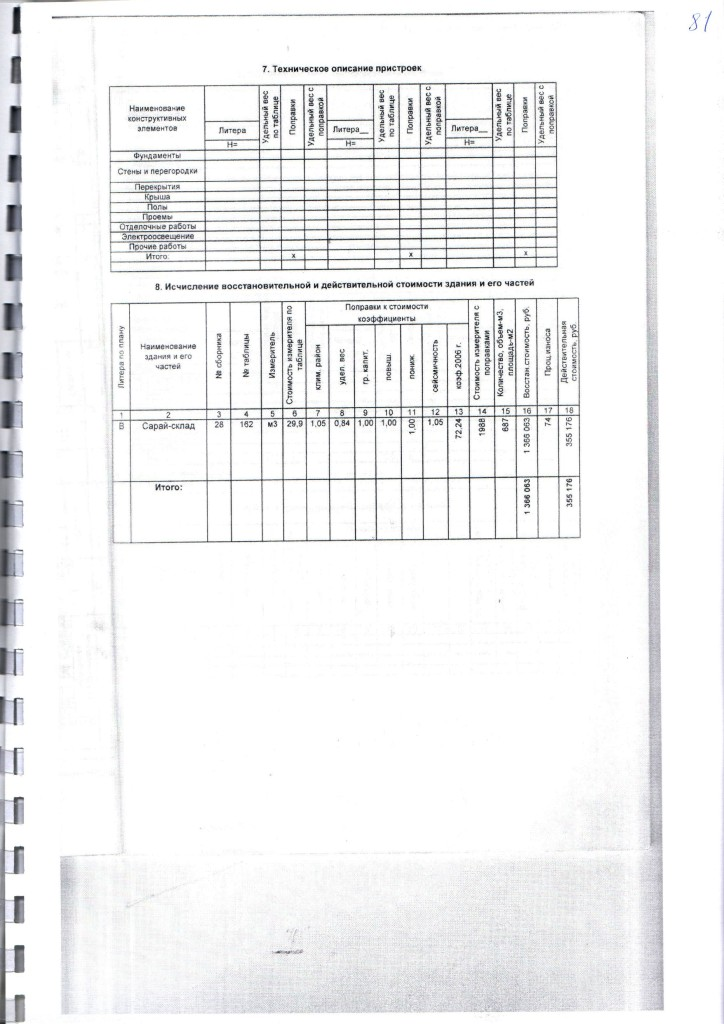 81
7. Техническое описание пристроек
Наименование конструктивных элементов | Литера | Удельный вес по таблице | Поправки | Удельный вес с поправкой | Литера__ | Удельный вес по таблице | Поправки | Удельный вес с поправкой | Литера__ | Удельный вес по таблице | Поправки | Удельный вес с поправкой
Н= | Н= | Н=
Фундаменты
Стены и перегородки
Перекрытия
Крыша
Полы
Проемы
Отделочные работы
Электроосвещение
Прочие работы
Итого: х х х
8. Исчисление восстановительной и действительной стоимости здания и его частей
Литера по плану | Наименование здания и его частей | № сборника | № таблицы | Измеритель | Стоимость измерителя по таблице | Поправки к стоимости коэффициенты | клим. район | удел. вес | гр. капит. | повыш. | пониж. | сейсмичность | коэф.2006 г. | Стоимость измерителя с поправками | Количество, объем-м3, площадь-м2 | Восстан.стоимость, руб. | Проц.износа | Действительная стоимость, руб.
1 2 3 4 5 6 7 8 9 10 11 12 13 14 15 16 17 18
В Сарай-склад 28 162 м3 29,9 1,05 0,84 1,00 1,00 1,00 1,05 72,24 1988 687 1 366 063 74 355 176
Итого: 1 366 063 355 176